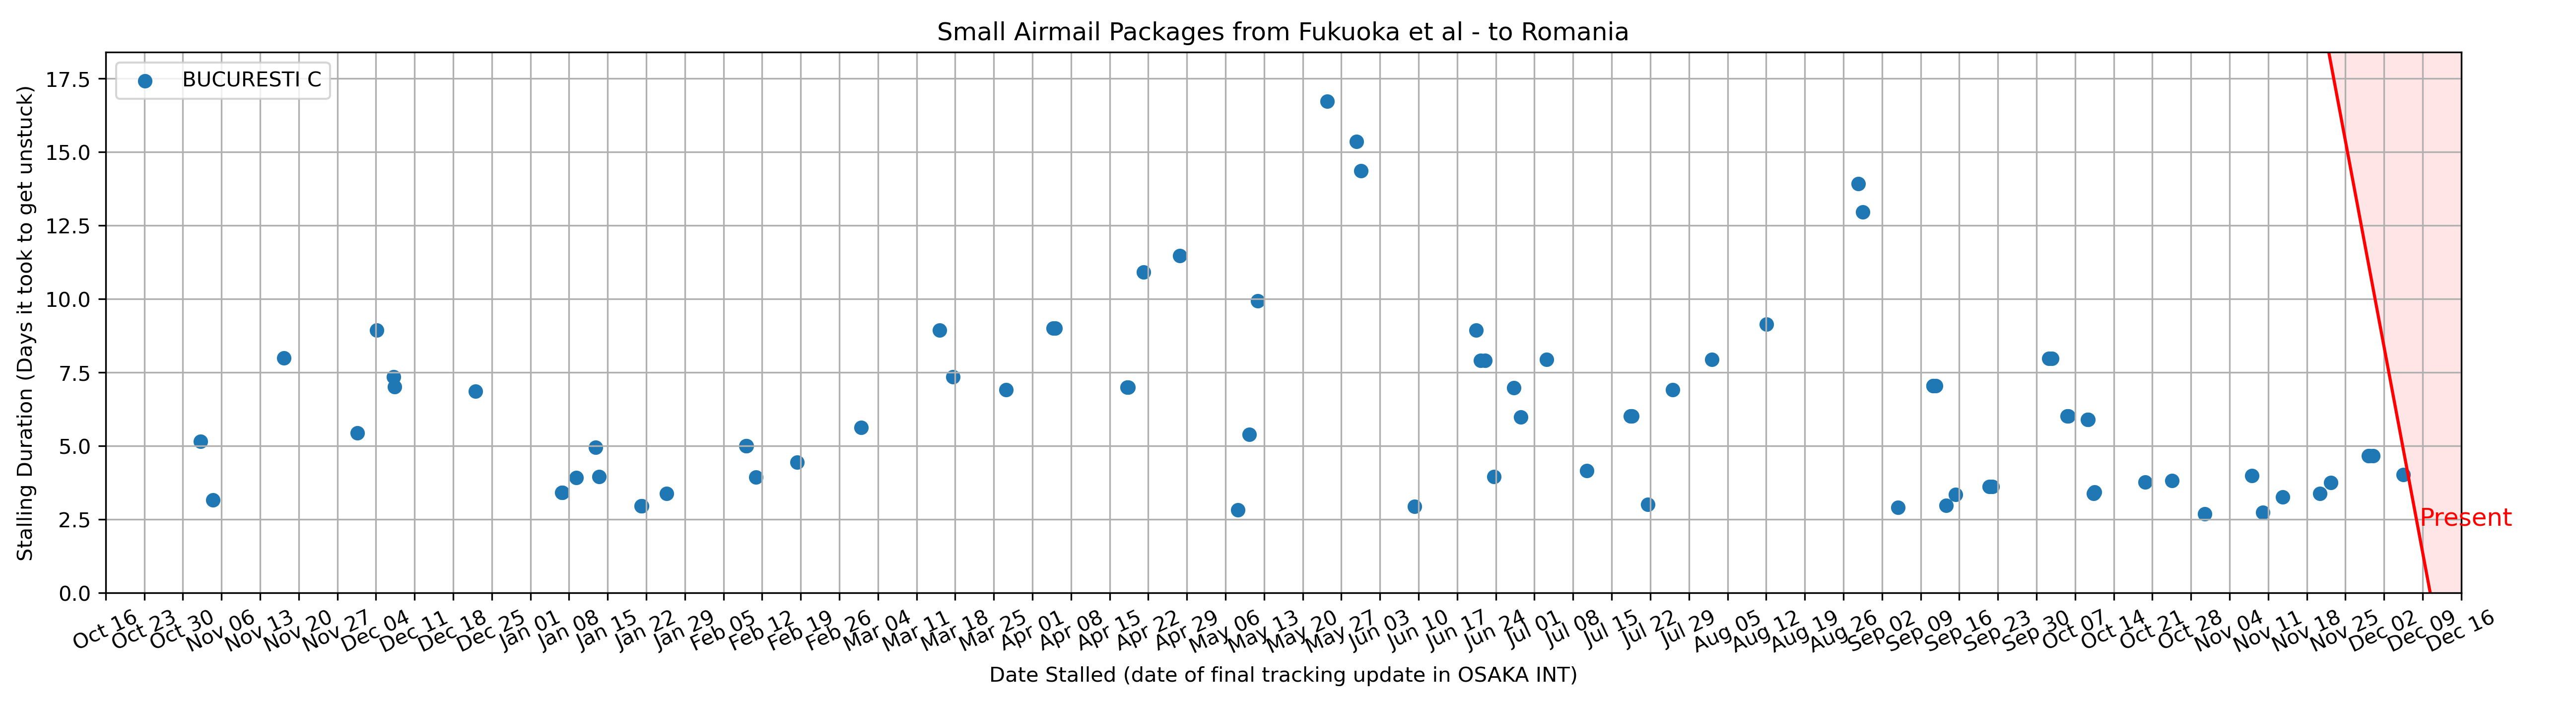 Small Airmail Packages from Fukuoka et al - to Romania
BUCURESTI C
Stalling Duration (Days it took to get unstuck)
17.5
15.0
12.5
10.0
7.5
5.0
2.5
0.0
Present
Oct 16
Oct 23
Oct 30
Nov 06
Nov 13
Nov 20
Nov 27
Dec 04
Dec 11
Dec 18
Dec 25
Jan 01
Jan 08
Jan 15
Jan 22
Jan 29
Feb 05
Feb 12
Feb 19
Feb 26
Mar 04
Mar 11
Mar 18
Mar 25
Apr 01
Apr 08
Apr 15
Apr 22
Apr 29
May 06
May 13
May 20
May 27
Jun 03
Jun 10
Jun 17
Jun 24
Jul 01
Jul 08
Jul 15
Jul 22
Jul 29
Aug 05
Aug 12
Aug 19
Aug 26
Sep 02
Sep 09
Sep 16
Sep 23
Sep 30
Oct 07
Oct 14
Oct 21
Oct 28
Nov 04
Nov 11
Nov 18
Nov 25
Dec 02
Dec 09
Dec 16
Date Stalled (date of final tracking update in OSAKA INT)